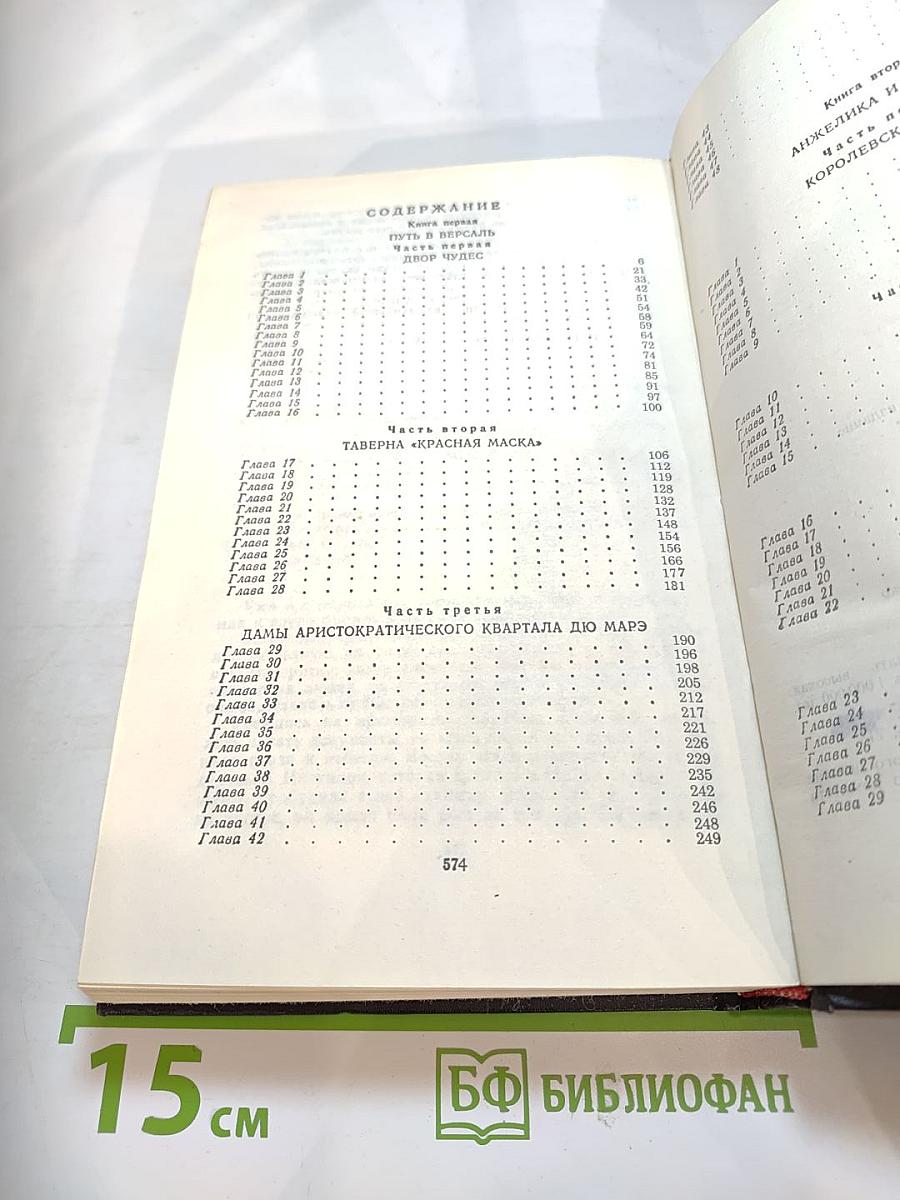 СОДЕРЖАНИЕ
Книга первая
ПУТЬ В ВЕРСАЛЬ
Часть первая
ДВОР ЧУДЕС
Глава 1 . . . . . . . . . . . . . 6
Глава 2 . . . . . . . . . . . . . 21
Глава 3 . . . . . . . . . . . . . 33
Глава 4 . . . . . . . . . . . . . 42
Глава 5 . . . . . . . . . . . . . 51
Глава 6 . . . . . . . . . . . . . 54
Глава 7 . . . . . . . . . . . . . 58
Глава 8 . . . . . . . . . . . . . 59
Глава 9 . . . . . . . . . . . . . 64
Глава 10 . . . . . . . . . . . . . 72
Глава 11 . . . . . . . . . . . . . 74
Глава 12 . . . . . . . . . . . . . 81
Глава 13 . . . . . . . . . . . . . 85
Глава 14 . . . . . . . . . . . . . 91
Глава 15 . . . . . . . . . . . . . 97
Глава 16 . . . . . . . . . . . . . 100
Часть вторая
ТАВЕРНА «КРАСНАЯ МАСКА»
Глава 17 . . . . . . . . . . . . . 106
Глава 18 . . . . . . . . . . . . . 112
Глава 19 . . . . . . . . . . . . . 119
Глава 20 . . . . . . . . . . . . . 128
Глава 21 . . . . . . . . . . . . . 132
Глава 22 . . . . . . . . . . . . . 137
Глава 23 . . . . . . . . . . . . . 148
Глава 24 . . . . . . . . . . . . . 154
Глава 25 . . . . . . . . . . . . . 156
Глава 26 . . . . . . . . . . . . . 166
Глава 27 . . . . . . . . . . . . . 177
Глава 28 . . . . . . . . . . . . . 181
Часть третья
ДАМЫ АРИСТОКРАТИЧЕСКОГО КВАРТАЛА ДЮ МАРЭ
Глава 29 . . . . . . . . . . . . . 190
Глава 30 . . . . . . . . . . . . . 196
Глава 31 . . . . . . . . . . . . . 198
Глава 32 . . . . . . . . . . . . . 205
Глава 33 . . . . . . . . . . . . . 212
Глава 34 . . . . . . . . . . . . . 217
Глава 35 . . . . . . . . . . . . . 221
Глава 36 . . . . . . . . . . . . . 226
Глава 37 . . . . . . . . . . . . . 229
Глава 38 . . . . . . . . . . . . . 235
Глава 39 . . . . . . . . . . . . . 242
Глава 40 . . . . . . . . . . . . . 246
Глава 41 . . . . . . . . . . . . . 248
Глава 42 . . . . . . . . . . . . . 249
574
Книга втор
АНЖЕЛИКА И
Часть пе
КОРОЛЕВСК
Глава 1
Глава 2
Глава 3
Глава 4
Глава 5
Глава 6
Глава 7
Глава 8
Глава 9
Ча
Глава 10
Глава 11
Глава 12
Глава 13
Глава 14
Глава 15
Глава 16
Глава 17
Глава 18
Глава 19
Глава 20
Глава 21
Глава 22
Глава 23
Глава 24
Глава 25
Глава 26
Глава 27
Глава 28
Глава 29
15 см
БФ БИБЛИОФАН